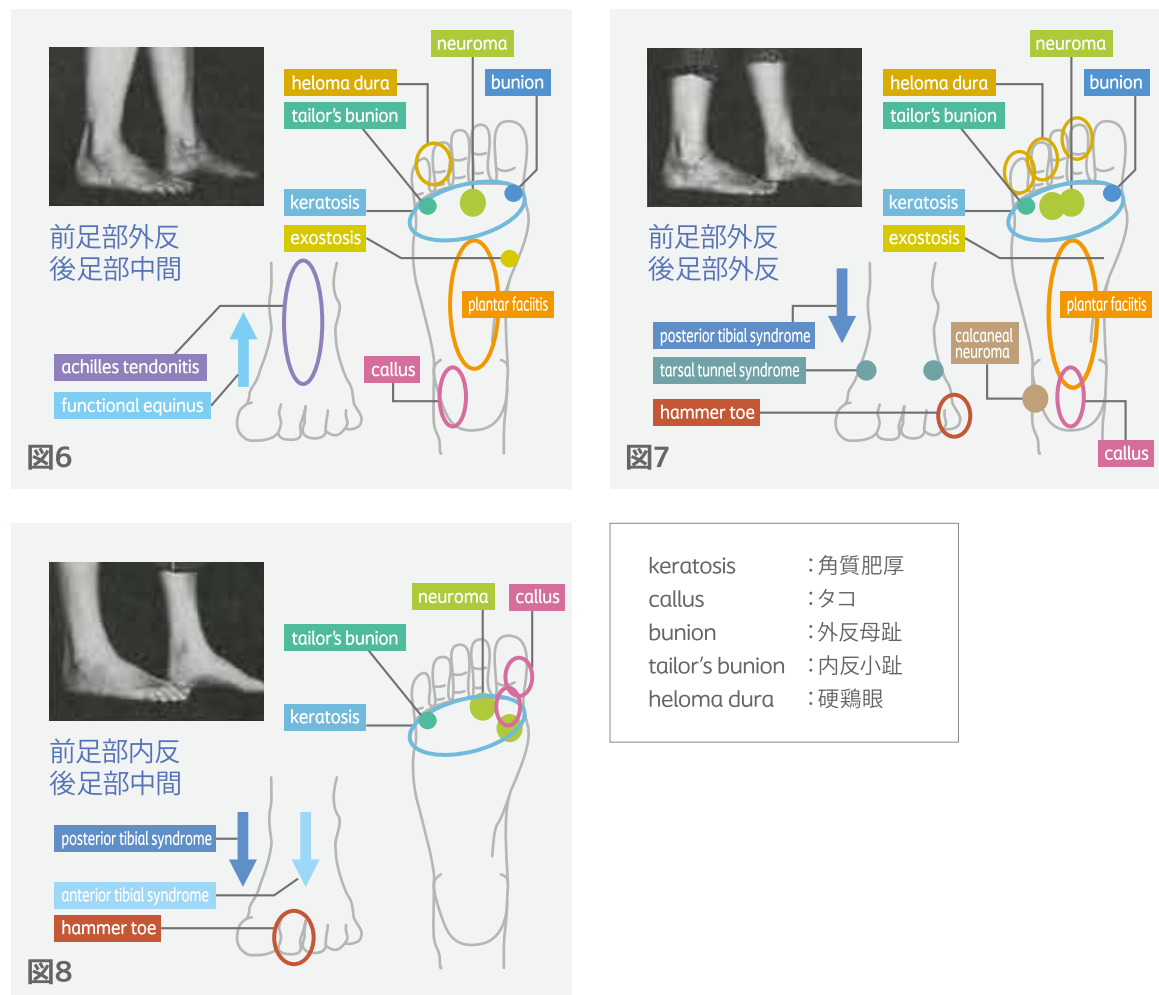 neuroma
heloma dura
bunion
tailor's bunion
keratosis
exostosis
前足部外反
後足部中間
plantar faciitis
achilles tendonitis
callus
functional equinus
図6
neuroma
heloma dura
bunion
tailor's bunion
keratosis
exostosis
前足部外反
後足部外反
plantar faciitis
posterior tibial syndrome
calcaneal
neuroma
tarsal tunnel syndrome
hammer toe
callus
図7
neuroma
callus
tailor's bunion
keratosis
前足部内反
後足部中間
posterior tibial syndrome
anterior tibial syndrome
hammer toe
図8
keratosis :角質肥厚
callus :タコ
bunion :外反母趾
tailor's bunion :内反小趾
heloma dura :硬鶏眼